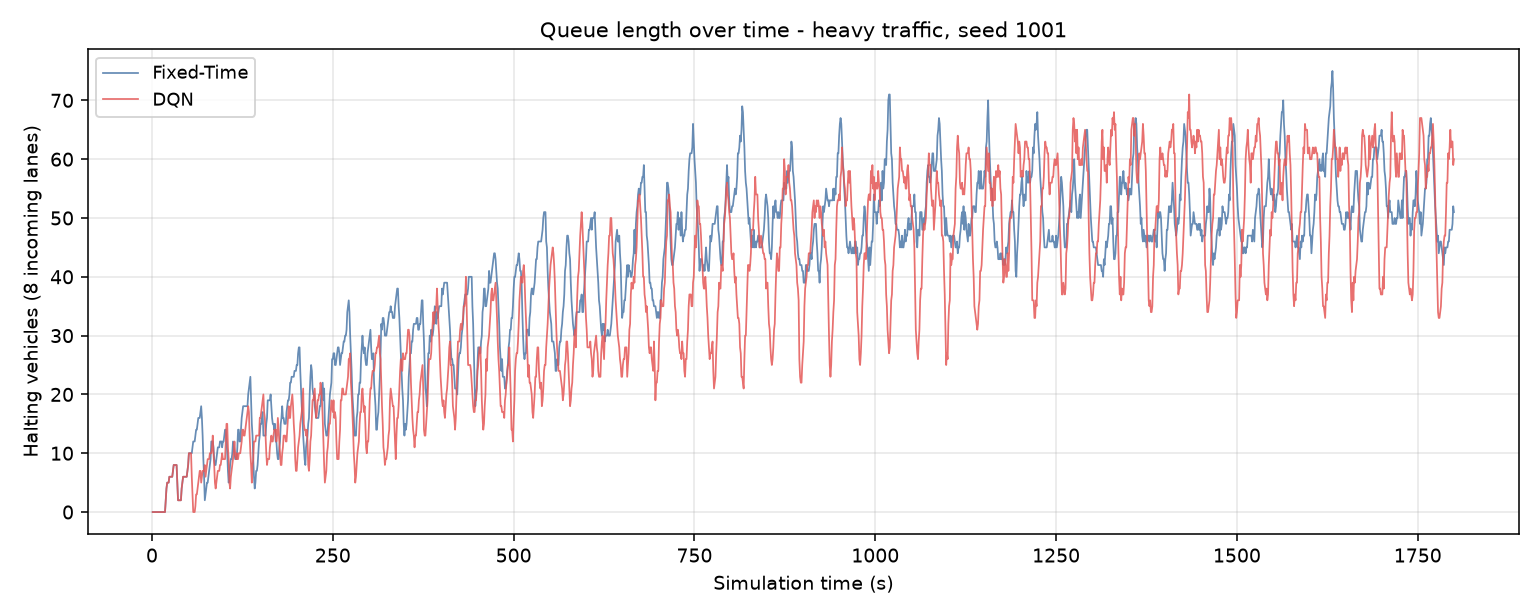 Queue length over time - heavy traffic, seed 1001
Fixed-Time
DQN
Halting vehicles (8 incoming lanes)
70
60
50
40
30
20
10
0
0 250 500 750 1000 1250 1500 1750
Simulation time (s)